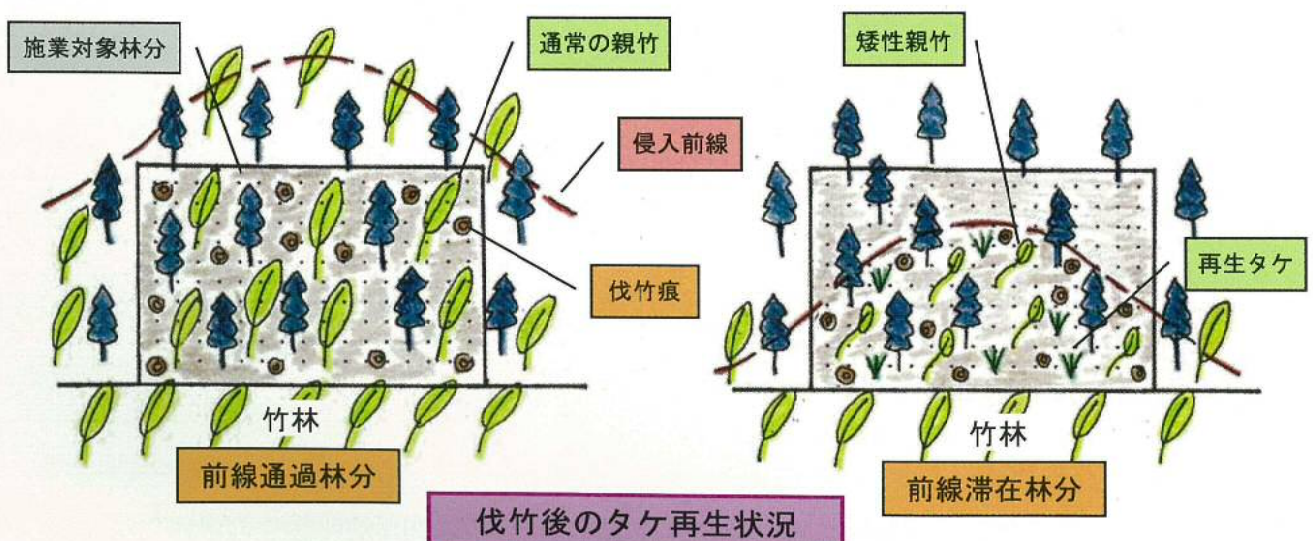 施業対象林分
通常の親竹
矮性親竹
侵入前線
再生タケ
伐竹痕
竹林
竹林
前線通過林分
前線滞在林分
伐竹後のタケ再生状況